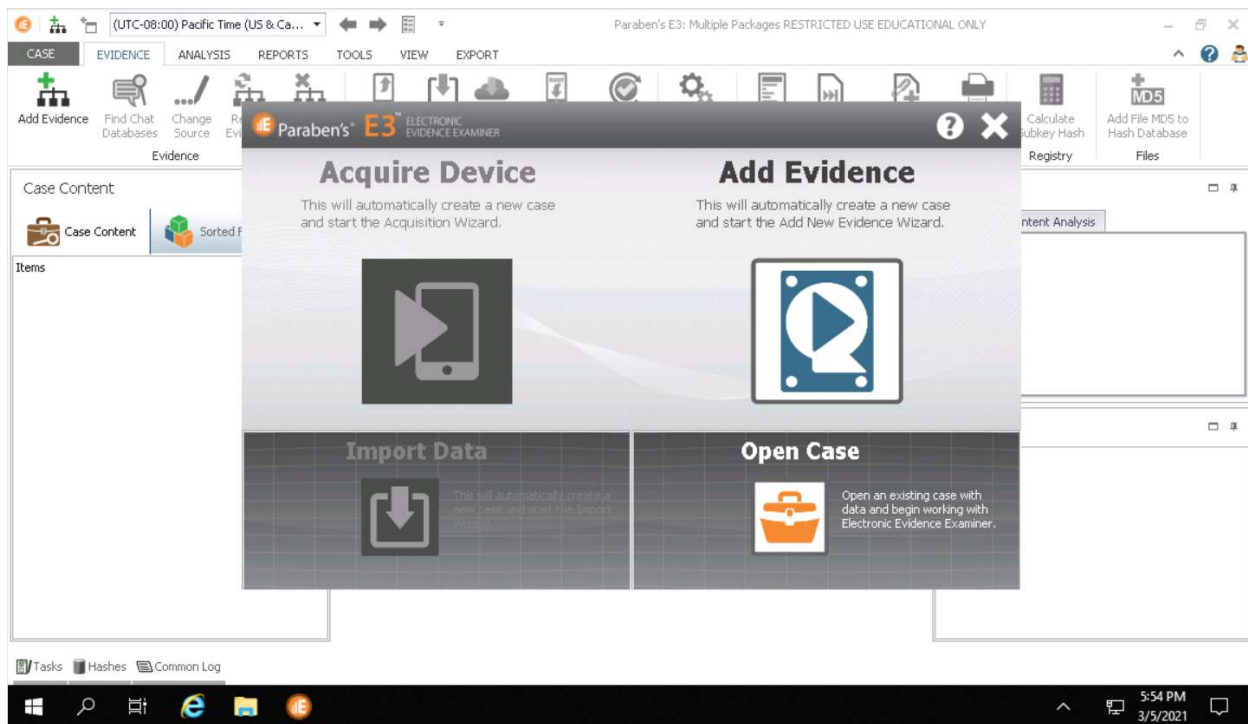 (UTC-08:00) Pacific Time (US & Ca...
Paraben's E3: Multiple Packages RESTRICTED USE EDUCATIONAL ONLY
CASE EVIDENCE ANALYSIS REPORTS TOOLS VIEW EXPORT
Add Evidence
Find Chat
Databases
Change
Source
Calculate
Subkey Hash
MD5
Add File MD5 to
Hash Database
Evidence
Registry
Files
Paraben's E3™ ELECTRONIC
EVIDENCE EXAMINER
Case Content
Case Content
Sorted F
Items
ntent Analysis
Acquire Device
This will automatically create a new case
and start the Acquisition Wizard.
Add Evidence
This will automatically create a new case
and start the Add New Evidence Wizard.
Import Data
This will automatically create a
new case and start the Import
Wizard.
Open Case
Open an existing case with
data and begin working with
Electronic Evidence Examiner.
Tasks Hashes Common Log
5:54 PM
3/5/2021